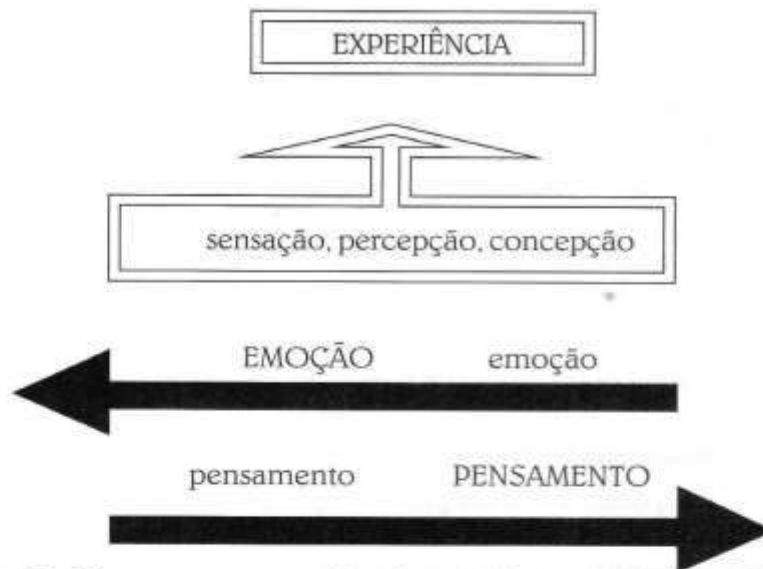 EXPERIÊNCIA
sensação, percepção, concepção
EMOÇÃO emoção
pensamento PENSAMENTO